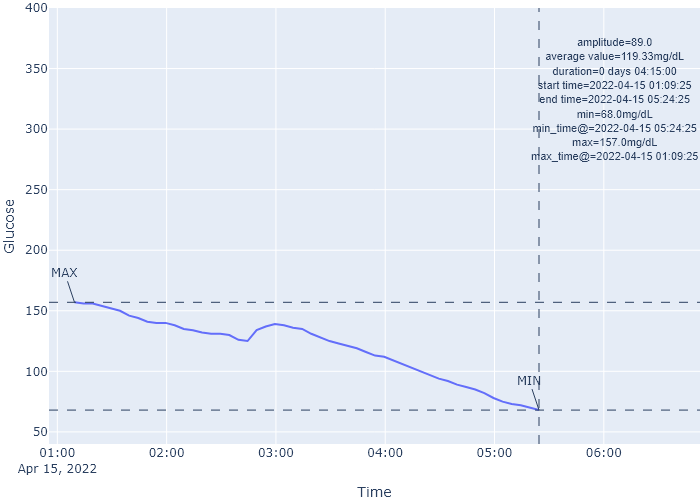 400
350
300
250
200
150
100
50
Glucose
amplitude=89.0
average value=119.33mg/dL
duration=0 days 04:15:00
start time=2022-04-15 01:09:25
end time=2022-04-15 05:24:25
min=68.0mg/dL
min_time@=2022-04-15 05:24:25
max=157.0mg/dL
max_time@=2022-04-15 01:09:25
MAX
MIN
01:00 02:00 03:00 04:00 05:00 06:00
Apr 15, 2022
Time